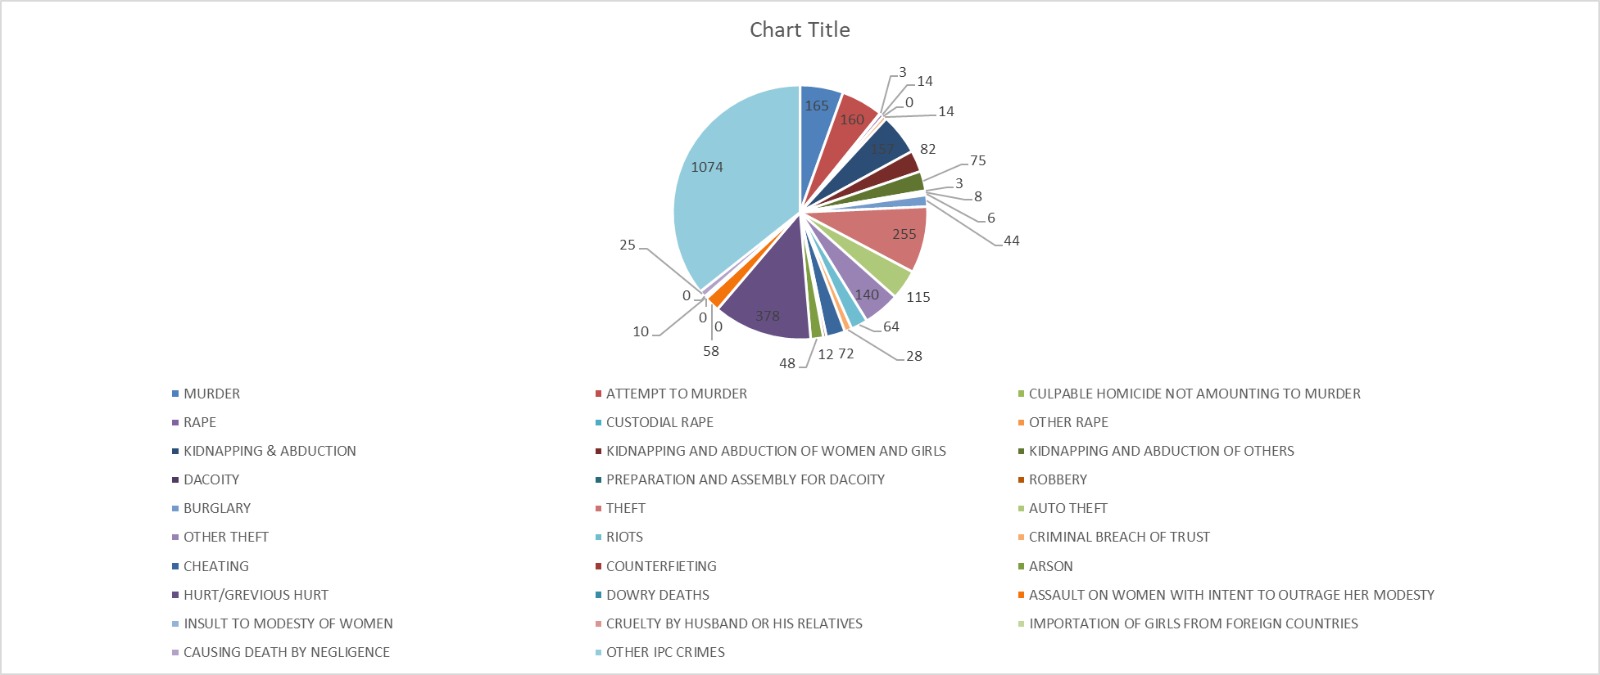 Chart Title
3
14
0
14
165
160
157
82
75
3
8
6
44
255
115
140
64
28
72
12
48
378
58
0
0
10
0
25
1074
MURDER ATTEMPT TO MURDER CULPABLE HOMICIDE NOT AMOUNTING TO MURDER
RAPE CUSTODIAL RAPE OTHER RAPE
KIDNAPPING & ABDUCTION KIDNAPPING AND ABDUCTION OF WOMEN AND GIRLS KIDNAPPING AND ABDUCTION OF OTHERS
DACOITY PREPARATION AND ASSEMBLY FOR DACOITY ROBBERY
BURGLARY THEFT AUTO THEFT
OTHER THEFT RIOTS CRIMINAL BREACH OF TRUST
CHEATING COUNTERFIETING ARSON
HURT/GREVIOUS HURT DOWRY DEATHS ASSAULT ON WOMEN WITH INTENT TO OUTRAGE HER MODESTY
INSULT TO MODESTY OF WOMEN CRUELTY BY HUSBAND OR HIS RELATIVES IMPORTATION OF GIRLS FROM FOREIGN COUNTRIES
CAUSING DEATH BY NEGLIGENCE OTHER IPC CRIMES